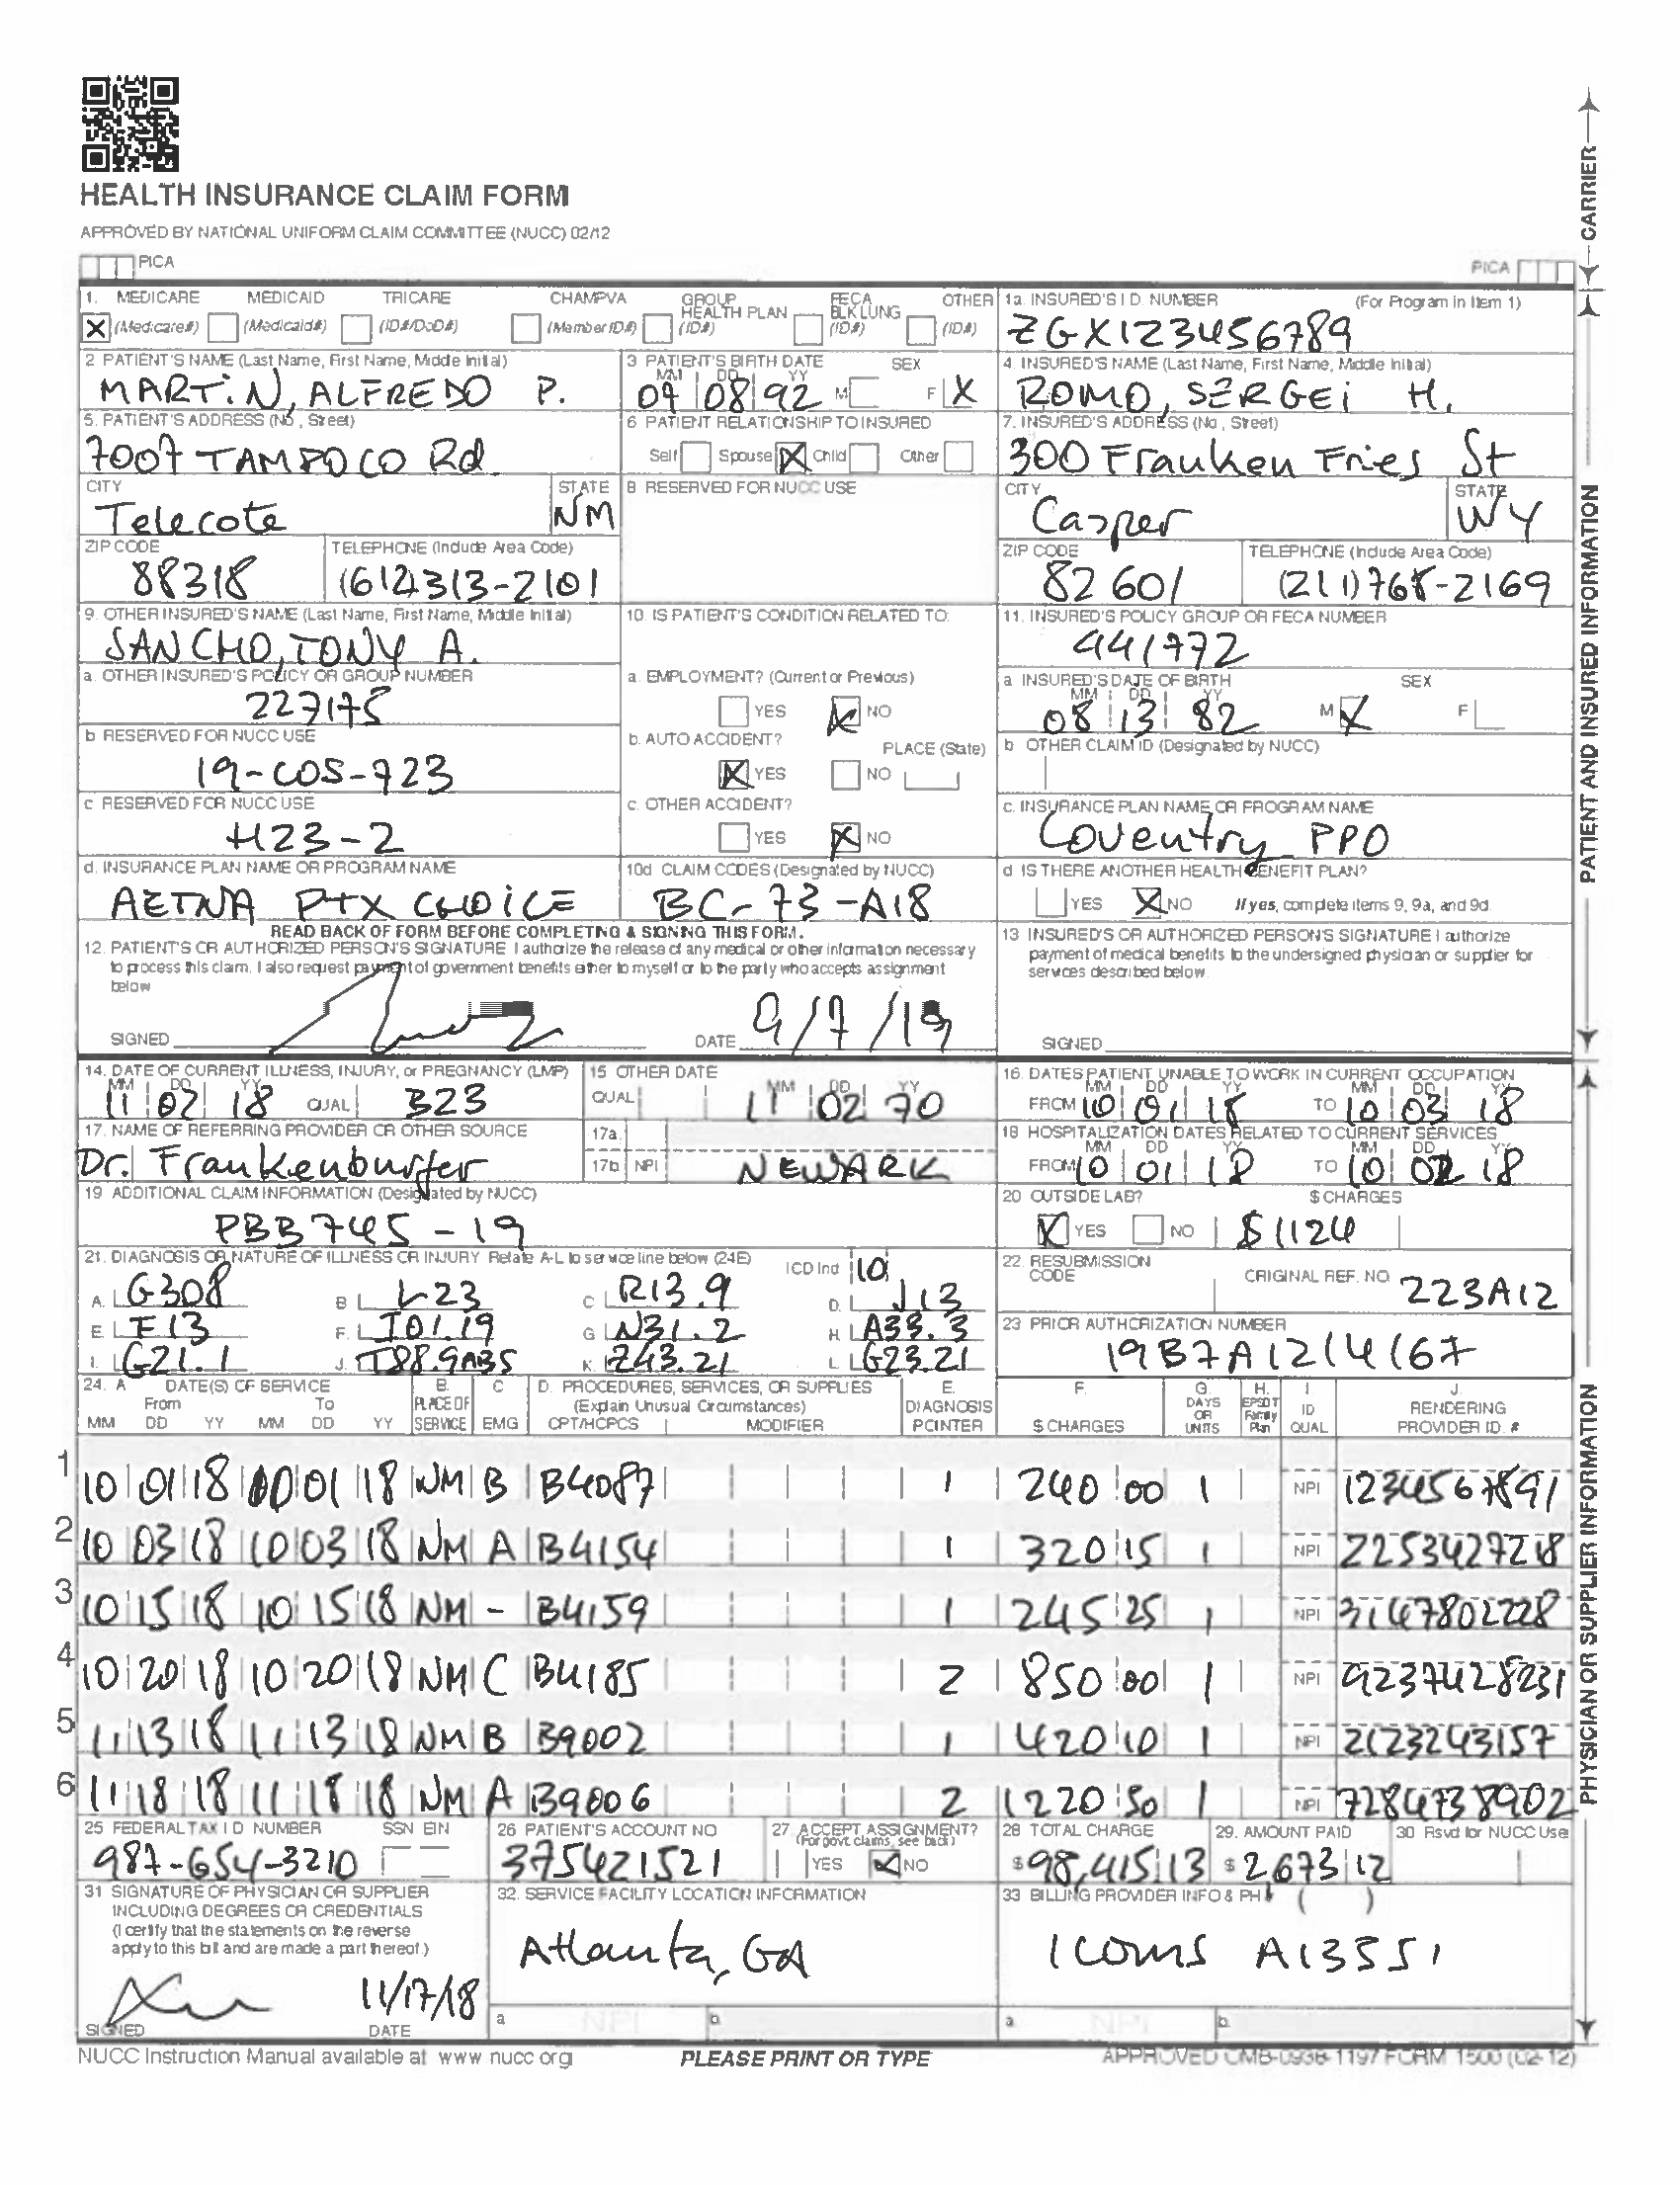 HEALTH INSURANCE CLAIM FORM
APPROVED BY NATIONAL UNIFORM CLAIM COMMITTEE (NUCC) 02/12
PICA PICA
CARRIER
1. MEDICARE MEDICAID TRICARE CHAMPVA GROUP HEALTH PLAN FECA BLK LUNG OTHER
X (Medicare#) (Medicaid#) (ID#/DoD#) (Member ID#) (ID#) (ID#) (ID#)
1a. INSURED'S I.D. NUMBER (For Program in Item 1)
ZGX123456789
2 PATIENT'S NAME (Last Name, First Name, Middle Initial)
MARTiN, ALFREDO P.
3 PATIENT'S BIRTH DATE SEX
MM DD YY
07 08 92 M F X
4. INSURED'S NAME (Last Name, First Name, Middle Initial)
ROMO, SERGEi H.
5. PATIENT'S ADDRESS (No, Street)
7007 TAMPOCO Rd
6 PATIENT RELATIONSHIP TO INSURED
Self Spouse X Child Other
7. INSURED'S ADDRESS (No, Street)
300 Franken Fries St
CITY STATE
Telecote NM
8 RESERVED FOR NUCC USE
CITY STATE
Casper WY
ZIP CODE TELEPHONE (Include Area Code)
88318 (612) 313-2101
ZIP CODE TELEPHONE (Include Area Code)
82601 (211) 768-2169
9. OTHER INSURED'S NAME (Last Name, First Name, Middle Initial)
SANCHO, TONY A.
10. IS PATIENT'S CONDITION RELATED TO:
11. INSURED'S POLICY GROUP OR FECA NUMBER
441772
a. OTHER INSURED'S POLICY OR GROUP NUMBER
227175
a. EMPLOYMENT? (Current or Previous)
YES X NO
a INSURED'S DATE OF BIRTH SEX
MM DD YY
08 13 82 M X F
b RESERVED FOR NUCC USE
19-COS-723
b. AUTO ACCIDENT? PLACE (State)
X YES NO
b OTHER CLAIM ID (Designated by NUCC)
c RESERVED FOR NUCC USE
H23-2
c. OTHER ACCIDENT?
YES X NO
c. INSURANCE PLAN NAME OR PROGRAM NAME
Coventry PPO
d. INSURANCE PLAN NAME OR PROGRAM NAME
AETNA PTX CHOiCE
10d CLAIM CODES (Designated by NUCC)
BC-73-A18
d IS THERE ANOTHER HEALTH BENEFIT PLAN?
YES X NO If yes, complete items 9, 9a, and 9d.
READ BACK OF FORM BEFORE COMPLETING & SIGNING THIS FORM.
12. PATIENT'S OR AUTHORIZED PERSON'S SIGNATURE I authorize the release of any medical or other information necessary
to process this claim. I also request payment of government benefits either to myself or to the party who accepts assignment
below
SIGNED DATE 9/7/19
13 INSURED'S OR AUTHORIZED PERSON'S SIGNATURE I authorize
payment of medical benefits to the undersigned physician or supplier for
services described below.
SIGNED
PATIENT AND INSURED INFORMATION
14. DATE OF CURRENT ILLNESS, INJURY, or PREGNANCY (LMP)
MM DD YY
11 02 18 QUAL 323
15 OTHER DATE
QUAL MM DD YY
11 02 70
16. DATES PATIENT UNABLE TO WORK IN CURRENT OCCUPATION
MM DD YY MM DD YY
FROM 10 01 18 TO 10 03 18
17. NAME OF REFERRING PROVIDER OR OTHER SOURCE
Dr. Frankenburfer
17a
17b NPI NEWARK
18 HOSPITALIZATION DATES RELATED TO CURRENT SERVICES
MM DD YY MM DD YY
FROM 10 01 18 TO 10 02 18
19 ADDITIONAL CLAIM INFORMATION (Designated by NUCC)
PBB745-19
20 OUTSIDE LAB? $ CHARGES
X YES NO $1124
21. DIAGNOSIS OR NATURE OF ILLNESS OR INJURY Relate A-L to service line below (24E) ICD Ind 10
A. G308 B L23 C R13.9 D. J13
E. F13 F. I01.19 G N31.2 H. A33.3
I. G21.1 J. T88.9AB5 K. Z43.21 L. G23.21
22. RESUBMISSION CODE ORIGINAL REF. NO.
223A12
23 PRIOR AUTHORIZATION NUMBER
19B7A1214167
24. A DATE(S) OF SERVICE B. C D. PROCEDURES, SERVICES, OR SUPPLIES E. F. G. H. I J.
From To PLACE OF (Explain Unusual Circumstances) DIAGNOSIS DAYS OR EPSDT Family ID RENDERING
MM DD YY MM DD YY SERVICE EMG CPT/HCPCS MODIFIER POINTER $ CHARGES UNITS Plan QUAL PROVIDER ID. #
1 10 01 18 10 01 18 NM B B4087 1 240 00 1 NPI 1234567891
2 10 03 18 10 03 18 NM A B4154 1 320 15 1 NPI 2253427218
3 10 15 18 10 15 18 NM - B4159 1 245 25 1 NPI 3147802228
4 10 20 18 10 20 18 NM C B4185 2 850 00 1 NPI 9237428231
5 11 13 18 11 13 18 NM B B9002 1 420 10 1 NPI 2123243157
6 11 18 18 11 18 18 NM A B9006 2 1220 50 1 NPI 7284738902
25 FEDERAL TAX I D NUMBER SSN EIN
987-654-3210
26 PATIENT'S ACCOUNT NO
375421521
27 ACCEPT ASSIGNMENT?
(For govt. claims, see back)
YES X NO
28 TOTAL CHARGE
$ 98,415 13
29. AMOUNT PAID
$ 2,673 12
30 Rsvd for NUCC Use
31 SIGNATURE OF PHYSICIAN OR SUPPLIER
INCLUDING DEGREES OR CREDENTIALS
(I certify that the statements on the reverse
apply to this bill and are made a part thereof.)
11/17/18
SIGNED DATE
32. SERVICE FACILITY LOCATION INFORMATION
Atlanta, GA
a NPI b.
33 BILLING PROVIDER INFO & PH # ( )
1 Coms A13551
a NPI b.
PHYSICIAN OR SUPPLIER INFORMATION
NUCC Instruction Manual available at www nucc org PLEASE PRINT OR TYPE APPROVED OMB-0938-1197 FORM 1500 (02-12)